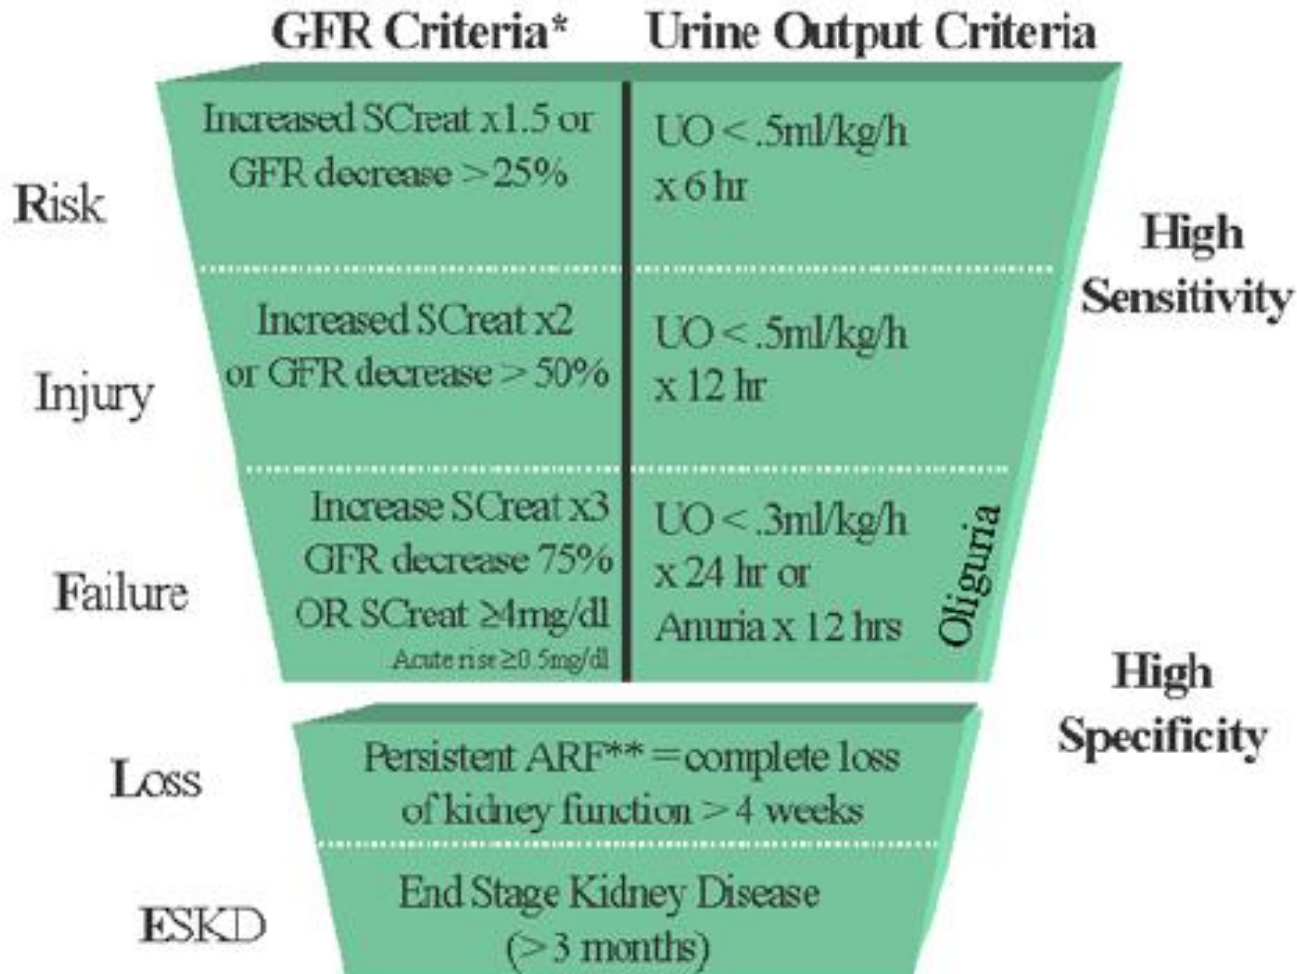 GFR Criteria*
Urine Output Criteria
Risk
Increased SCreat x1.5 or
GFR decrease >25%
UO < .5ml/kg/h
x 6 hr
High
Sensitivity
Injury
Increased SCreat x2
or GFR decrease > 50%
UO < .5ml/kg/h
x 12 hr
Failure
Increase SCreat x3
GFR decrease 75%
OR SCreat ≥4mg/dl
Acute rise ≥0.5mg/dl
UO < .3ml/kg/h
x 24 hr or
Anuria x 12 hrs
Oliguria
High
Specificity
Loss
Persistent ARF** = complete loss
of kidney function > 4 weeks
ESKD
End Stage Kidney Disease
(> 3 months)